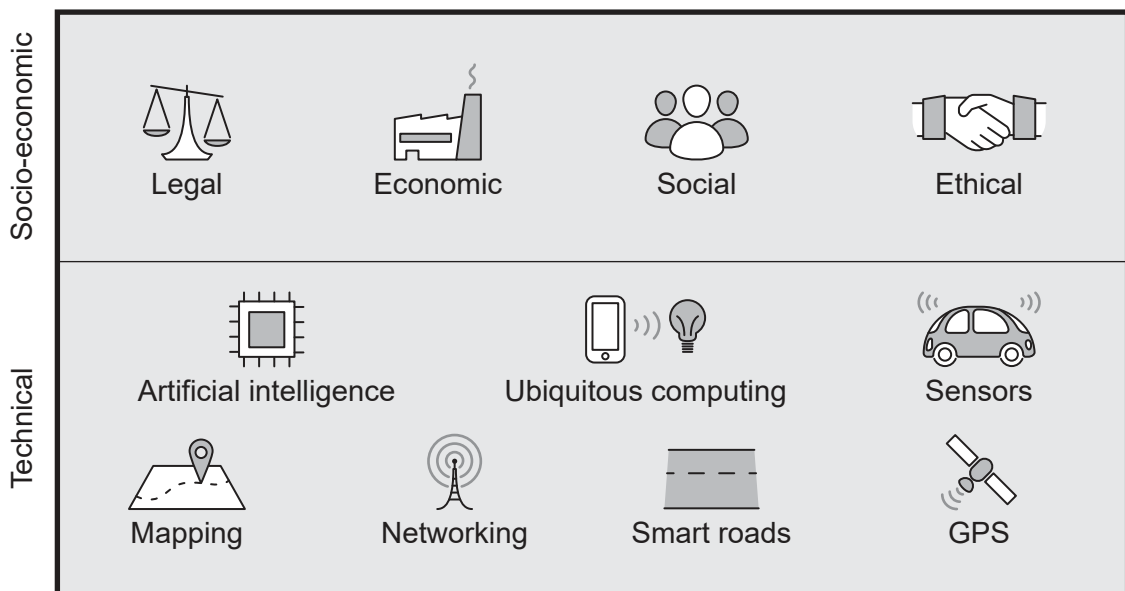 Socio-economic
Legal
Economic
Social
Ethical
Technical
Artificial intelligence
Ubiquitous computing
Sensors
Mapping
Networking
Smart roads
GPS